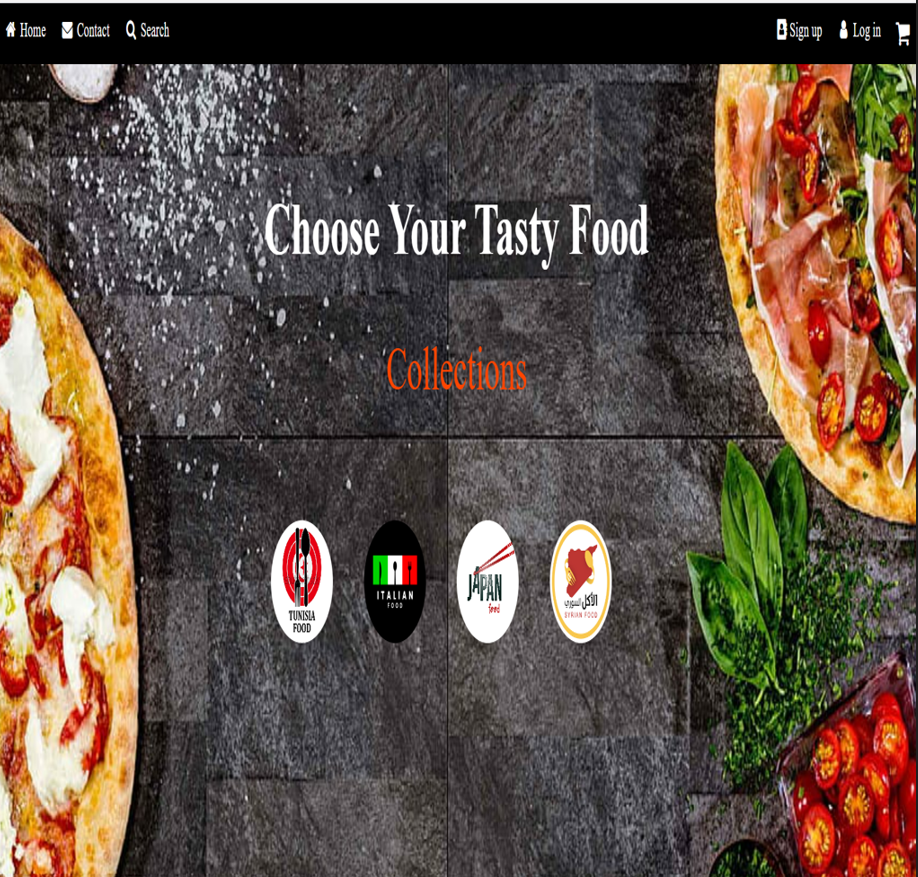 Home
Contact
Search
Sign up
Log in
Choose Your Tasty Food
Collections
TUNISIA
FOOD
ITALIAN
FOOD
JAPAN
food
الأكل السوري
SYRIAN FOOD